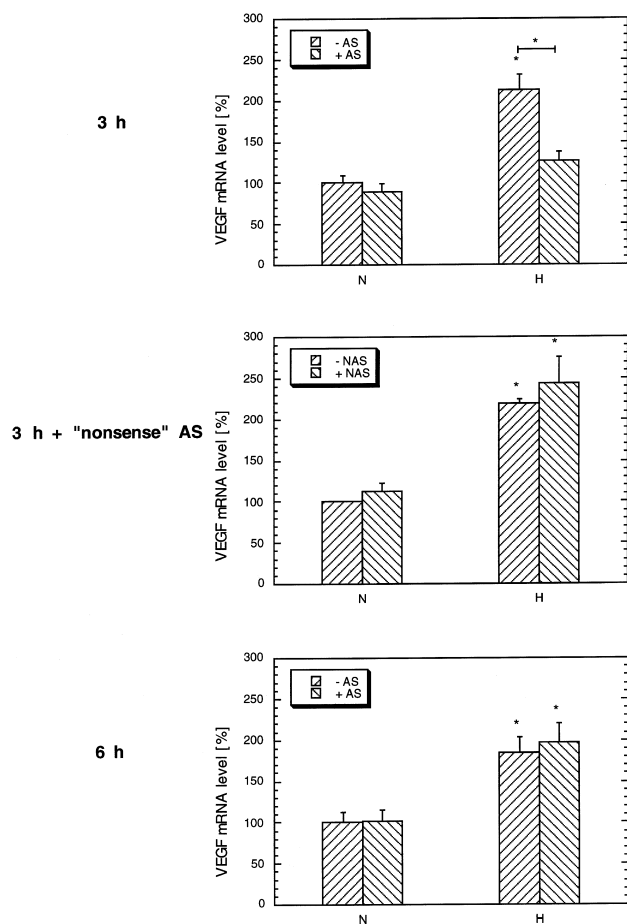 3 h
VEGF mRNA level [%]
300
250
200
150
100
50
0
- AS
+ AS
*
*
N
H
3 h + "nonsense" AS
VEGF mRNA level [%]
300
250
200
150
100
50
0
- NAS
+ NAS
*
*
N
H
6 h
VEGF mRNA level [%]
300
250
200
150
100
50
0
- AS
+ AS
*
*
N
H